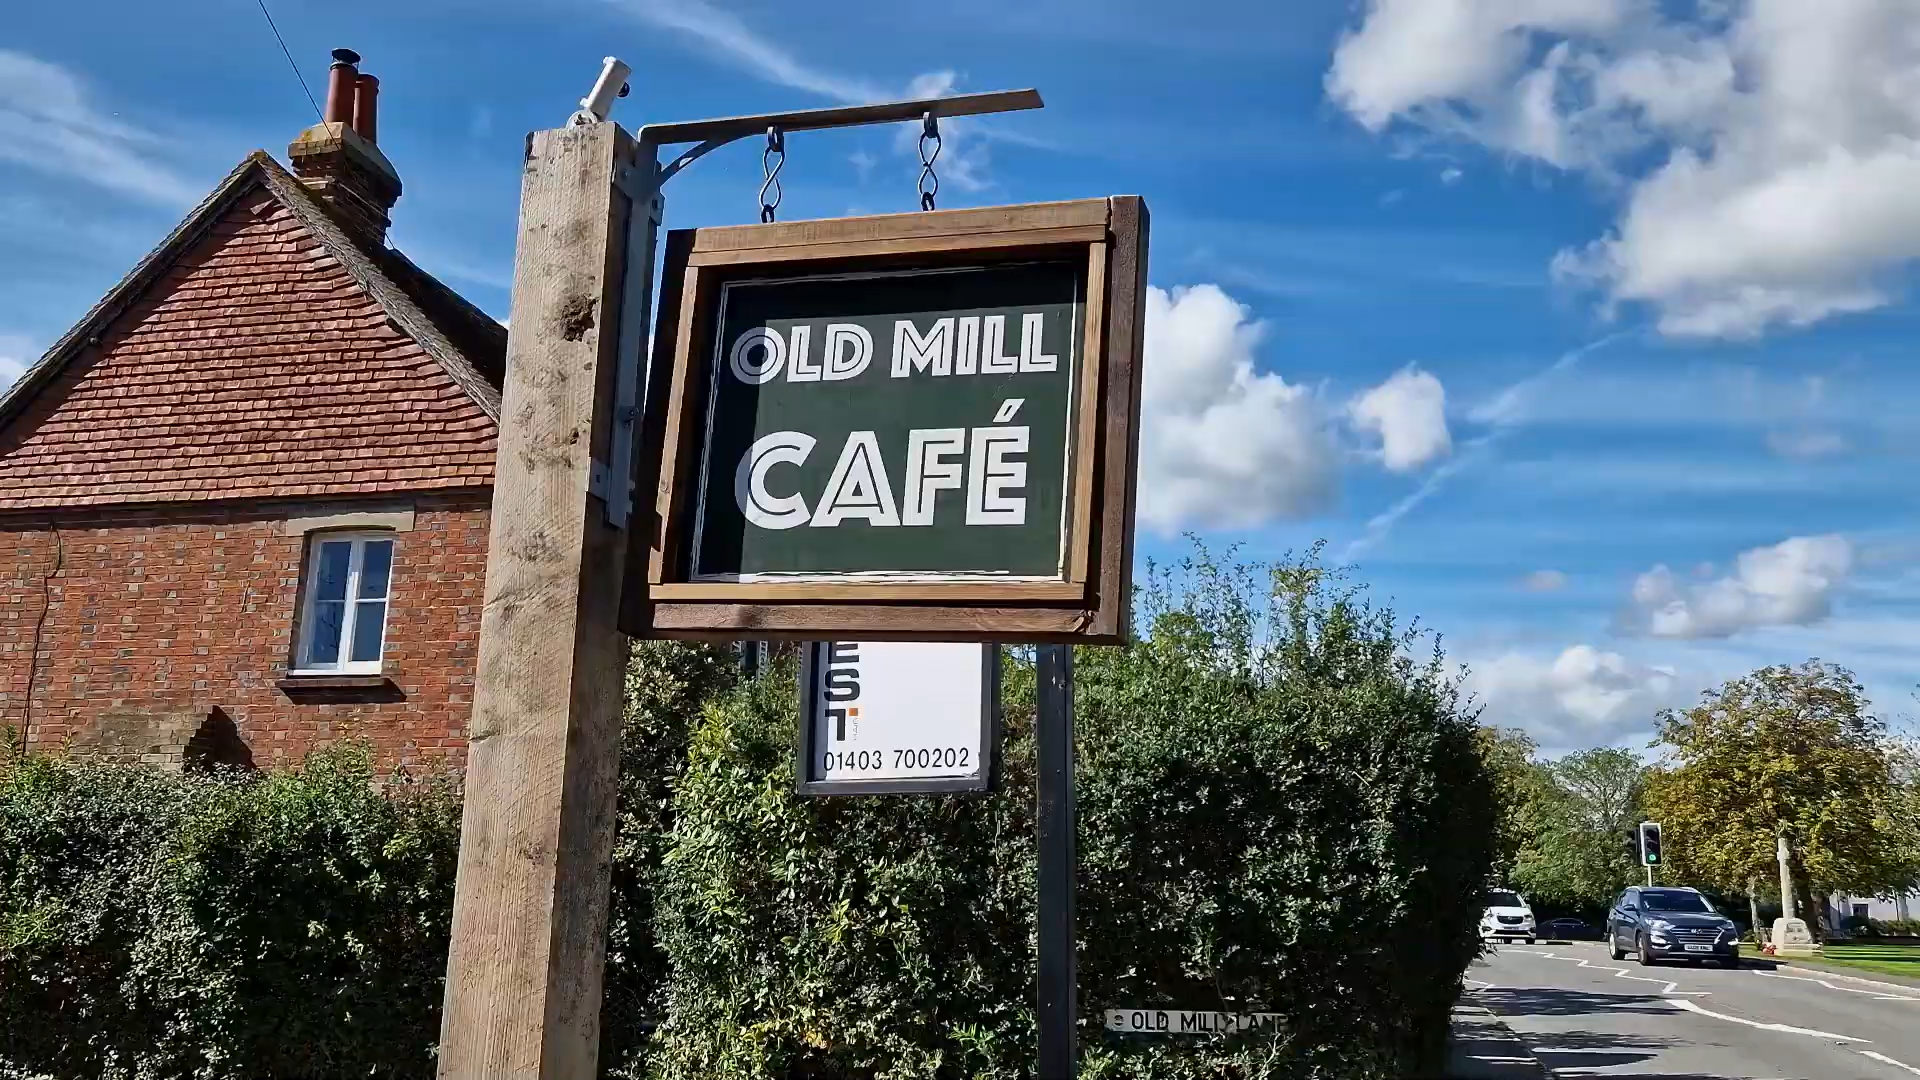 OLD MILL
CAFÉ
EST
01403 700202
OLD MILL LANE